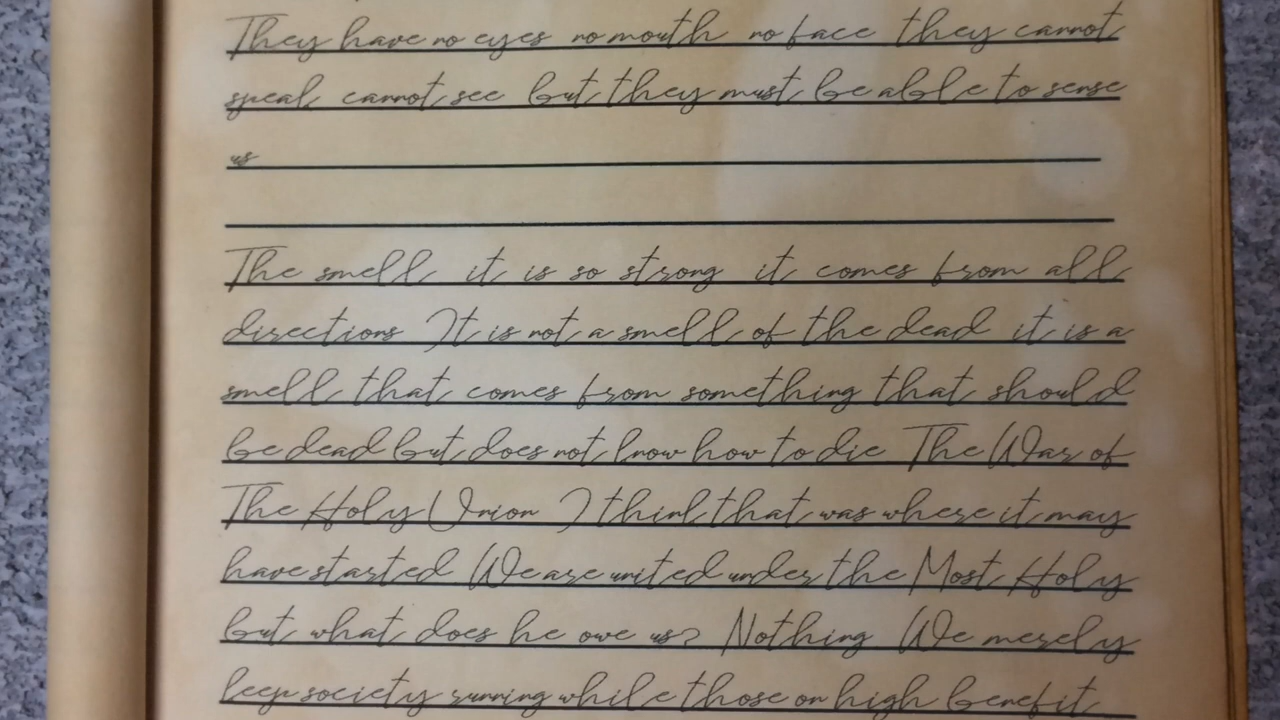 They have no eyes no mouth no face they cannot
speak cannot see but they must be able to sense
us
The smell it is so strong it comes from all
directions It is not a smell of the dead it is a
smell that comes from something that should
be dead but does not know how to die The War of
The Holy Union I think that was where it may
have started We are united under the Most Holy
but what does he owe us? Nothing We merely
keep society running while those on high benefit